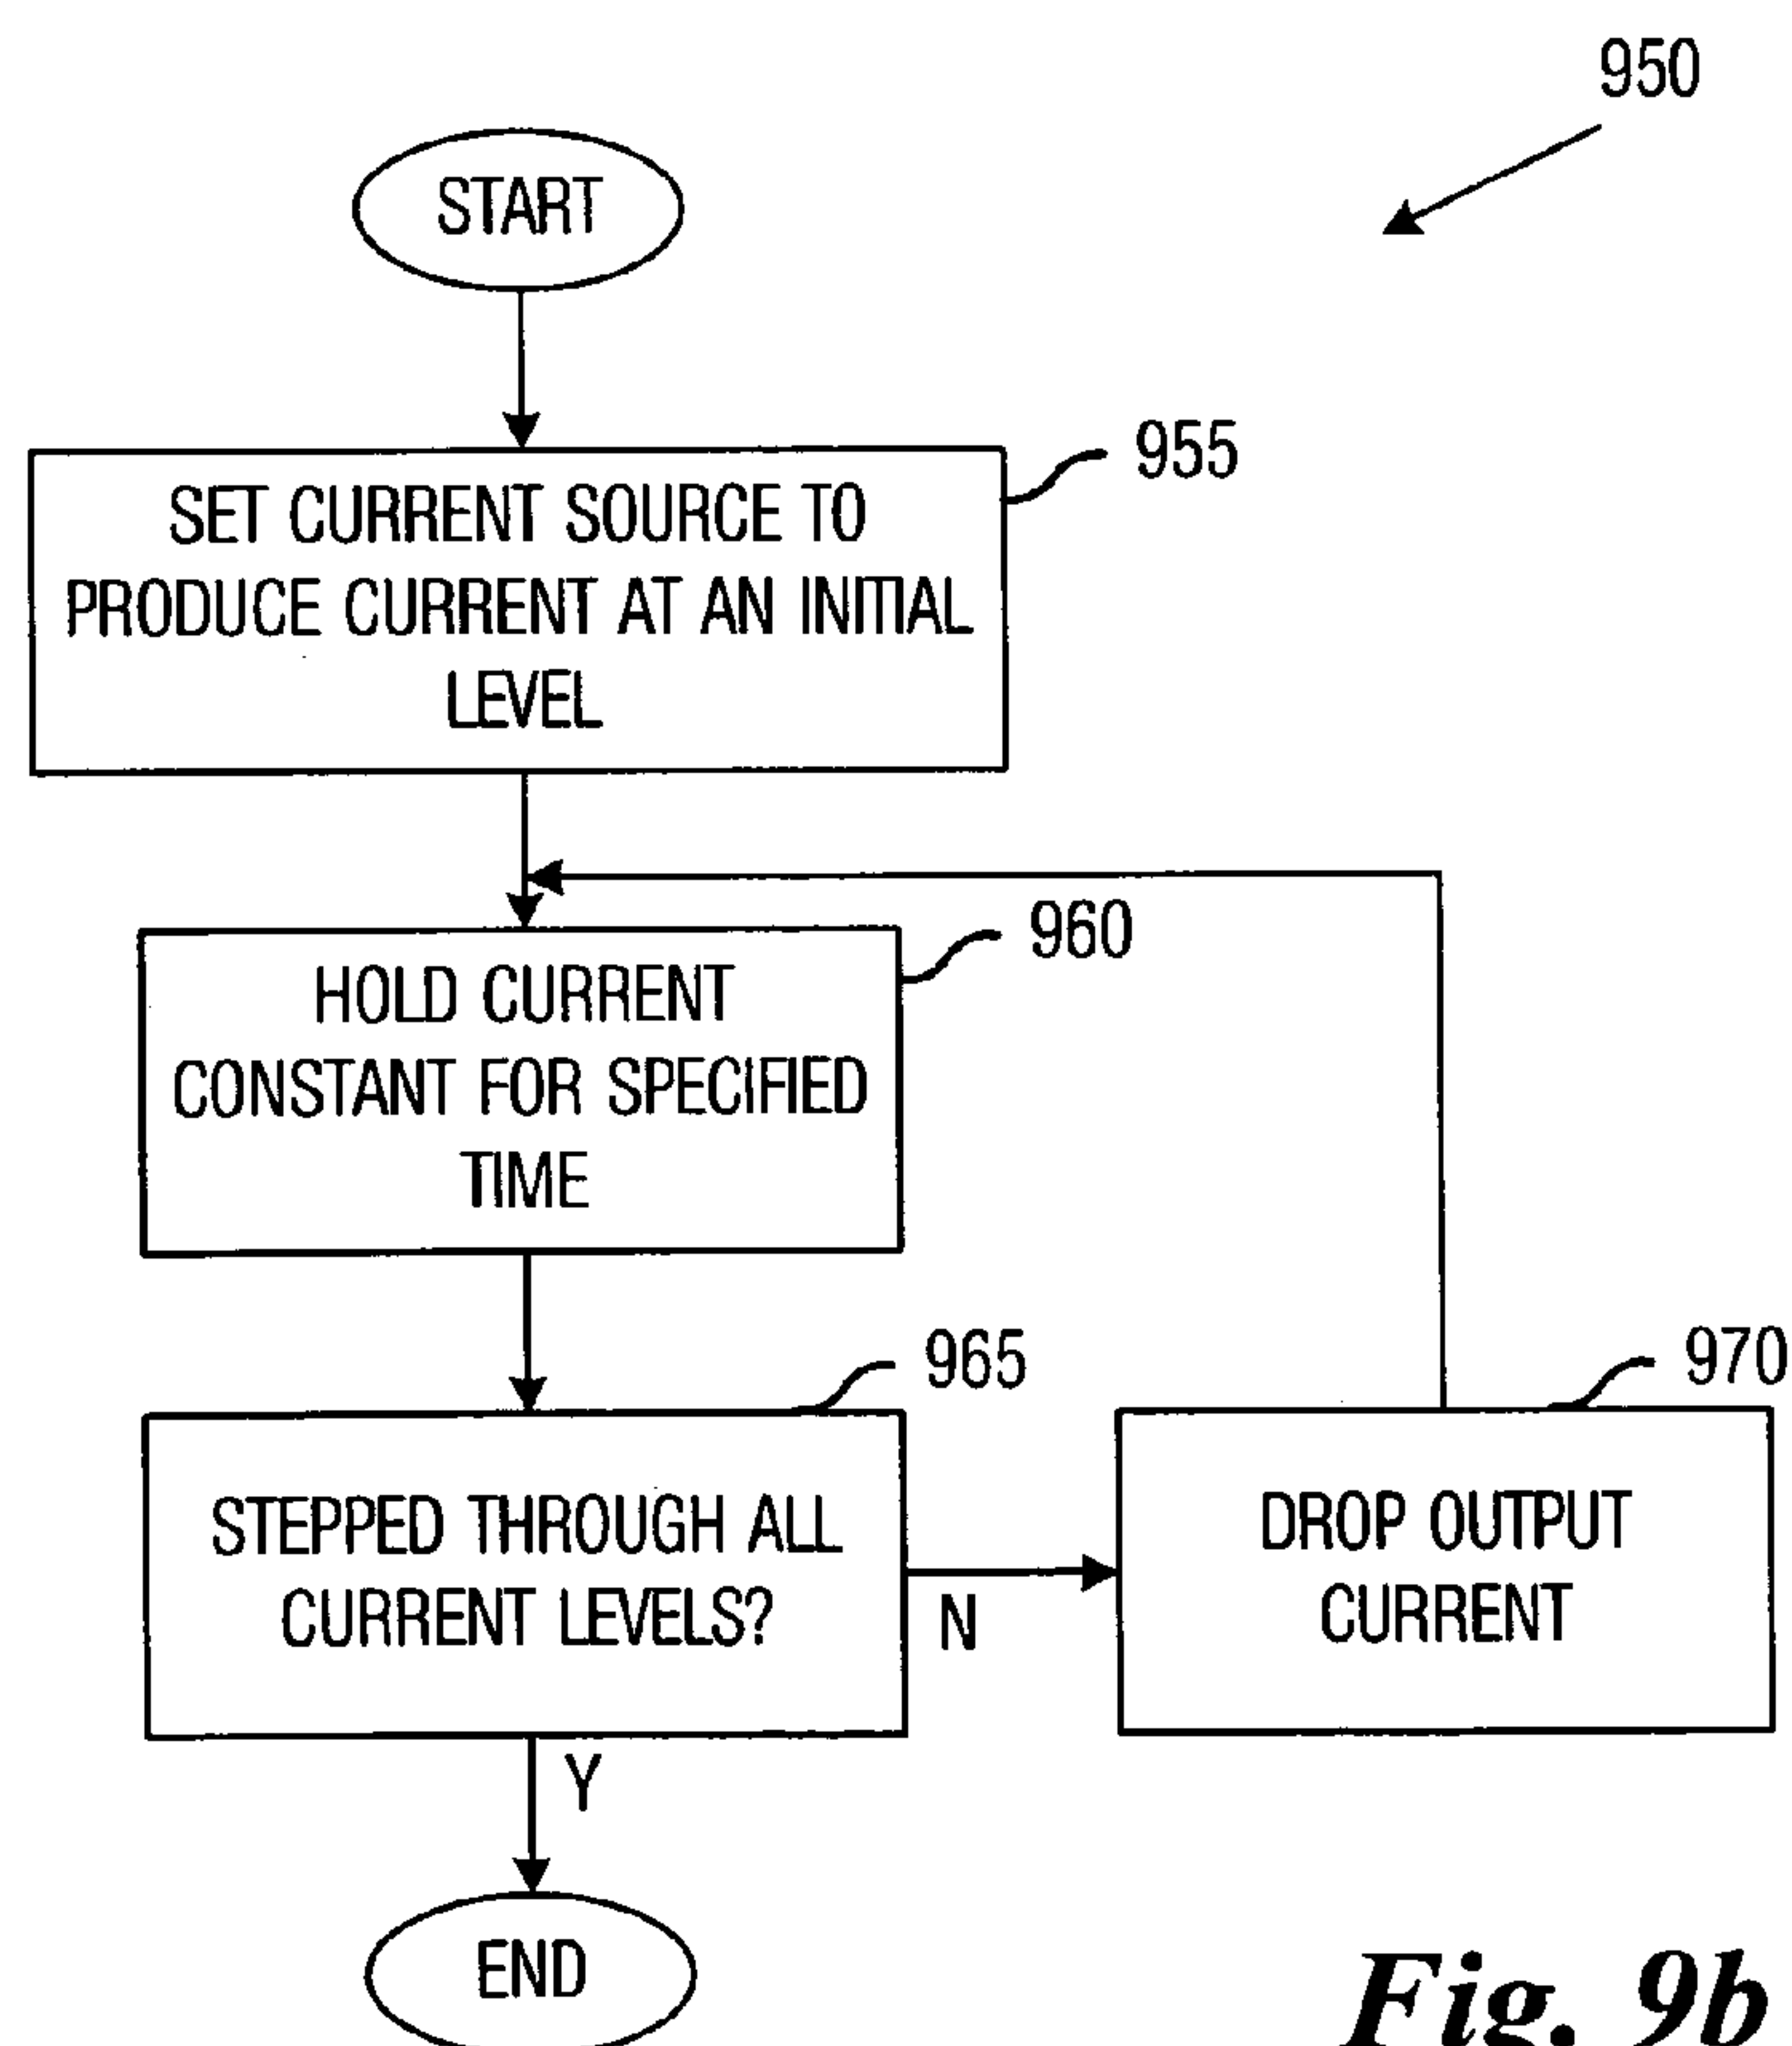 950
START
955
SET CURRENT SOURCE TO
PRODUCE CURRENT AT AN INITIAL
LEVEL
960
HOLD CURRENT
CONSTANT FOR SPECIFIED
TIME
965
STEPPED THROUGH ALL
CURRENT LEVELS?
N
970
DROP OUTPUT
CURRENT
Y
END
Fig. 9b